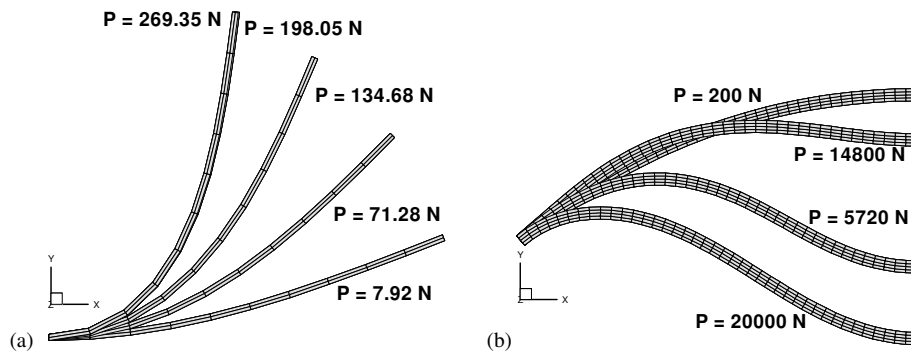 P = 269.35 N
P = 198.05 N
P = 134.68 N
P = 71.28 N
P = 7.92 N
Y
Z X
(a)
P = 200 N
P = 14800 N
P = 5720 N
P = 20000 N
Y
Z X
(b)